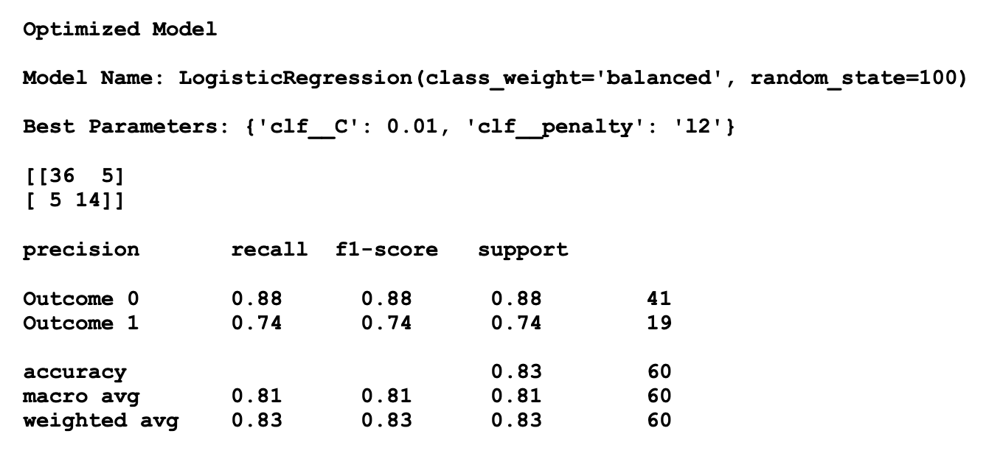 Optimized Model
Model Name: LogisticRegression(class_weight='balanced', random_state=100)
Best Parameters: {'clf__C': 0.01, 'clf__penalty': 'l2'}
[[36  5]
[ 5 14]]
precision recall f1-score support
Outcome 0 0.88 0.88 0.88 41
Outcome 1 0.74 0.74 0.74 19
accuracy 0.83 60
macro avg 0.81 0.81 0.81 60
weighted avg 0.83 0.83 0.83 60